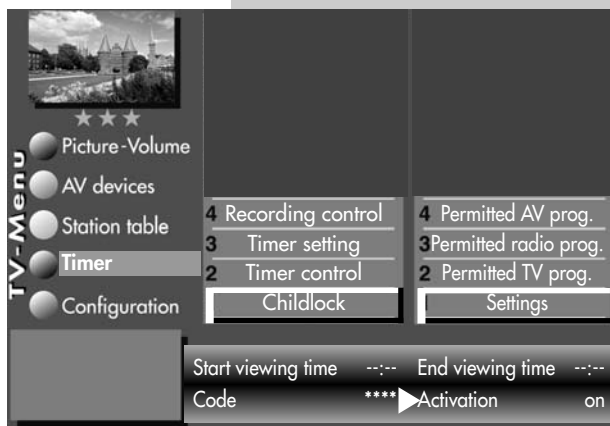 TV-Menu
Picture-Volume
AV devices
Station table
Timer
Configuration
4 Recording control
3 Timer setting
2 Timer control
Childlock
4 Permitted AV prog.
3 Permitted radio prog.
2 Permitted TV prog.
Settings
Start viewing time --:-- End viewing time --:--
Code **** Activation on